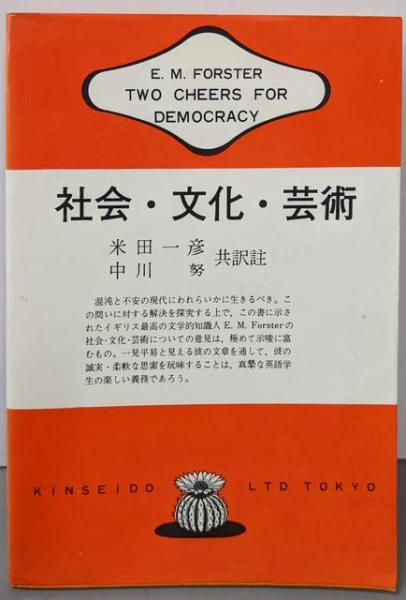 E. M. FORSTER
TWO CHEERS FOR
DEMOCRACY
社会・文化・芸術
米田一彦
中川 努
共訳註
混沌と不安の現代にわれらいかに生きるべき。こ
の問いに対する解決を探究する上で，この書に示さ
れたイギリス最高の文学的知識人 E. M. Forster の
社会・文化・芸術についての意見は，極めて示唆に富
むもの。一見平易と見える彼の文章を通して，彼の
誠実・柔軟な思索を玩味することは，真摯な英語学
生の楽しい義務であろう。
KINSEIDO LTD TOKYO